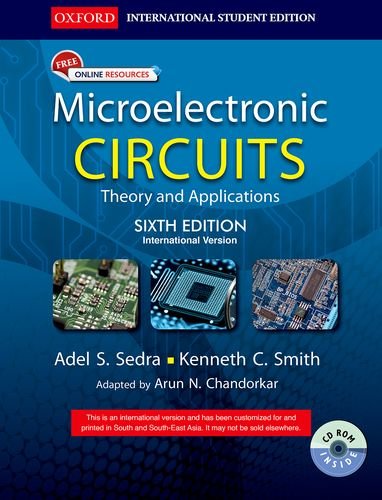 OXFORD INTERNATIONAL STUDENT EDITION
FREE
ONLINE RESOURCES
Microelectronic
CIRCUITS
Theory and Applications
SIXTH EDITION
International Version
Adel S. Sedra ▪ Kenneth C. Smith
Adapted by Arun N. Chandorkar
This is an international version and has been customized for and
printed in South and South-East Asia. It may not be sold elsewhere.
CD ROM
INSIDE